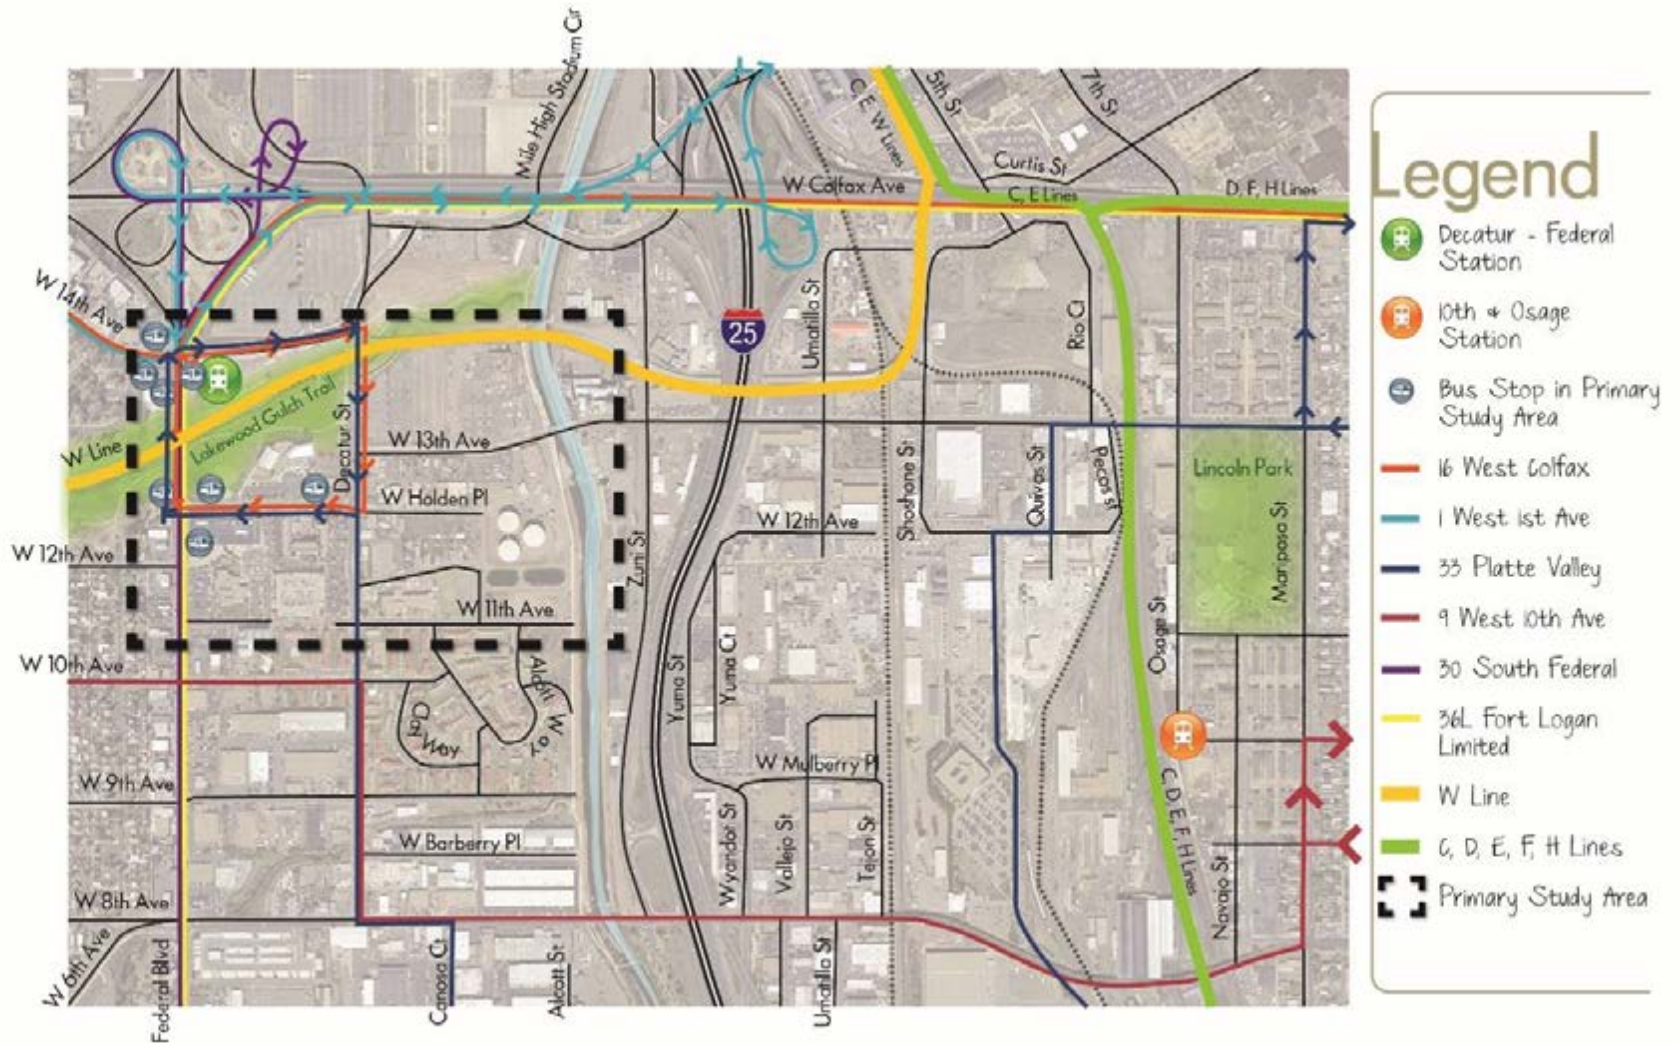 Mile High Stadium Cir
C, E, W Lines
5th St
7th St
Curtis St
W Colfax Ave
C, E Lines
D, F, H Lines
W 14th Ave
25
Umatilla St
Rio Ct
W Line
Lakewood Gulch Trail
Decatur St
W 13th Ave
W Holden Pl
Shoshone St
Quivas St
Pecos st
Lincoln Park
Mariposa St
W 12th Ave
W 12th Ave
Zuni St
W 11th Ave
Osage St
W 10th Ave
Alcott Way
Clay Way
Yuma St
Yuma Ct
W Mulberry Pl
W 9th Ave
W Barberry Pl
Wyandot St
Vallejo St
Tejon St
C, D, E, F, H Lines
Navajo St
W 8th Ave
W 6th Ave
Federal Blvd
Canosa Ct
Alcott St
Umatilla St
Legend
Decatur - Federal
Station
10th & Osage
Station
Bus Stop in Primary
Study Area
16 West Colfax
1 West 1st Ave
33 Platte Valley
9 West 10th Ave
30 South Federal
36L Fort Logan
Limited
W Line
C, D, E, F, H Lines
Primary Study Area